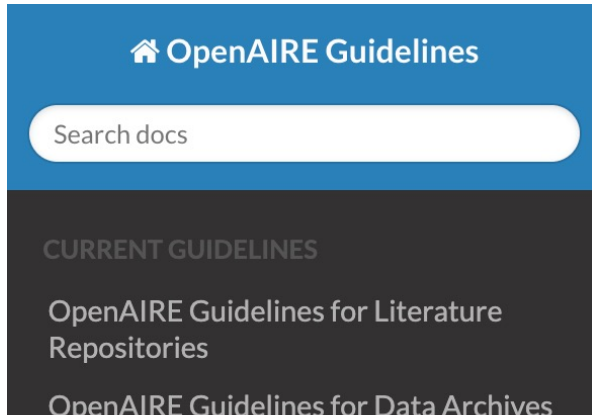 OpenAIRE Guidelines
Search docs
CURRENT GUIDELINES
OpenAIRE Guidelines for Literature
Repositories
OpenAIRE Guidelines for Data Archives